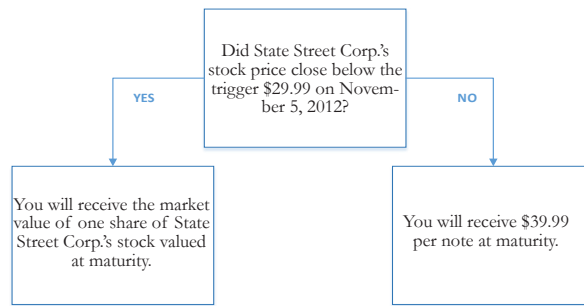 Did State Street Corp.'s
stock price close below the
trigger $29.99 on Novem-
ber 5, 2012?
YES
NO
You will receive the market
value of one share of State
Street Corp.'s stock valued
at maturity.
You will receive $39.99
per note at maturity.